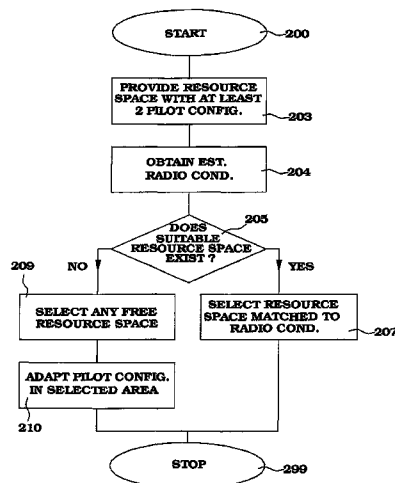 START
200
PROVIDE RESOURCE
SPACE WITH AT LEAST
2 PILOT CONFIG.
203
OBTAIN EST.
RADIO COND.
204
DOES
SUITABLE
RESOURCE SPACE
EXIST ?
205
NO
YES
209
SELECT ANY FREE
RESOURCE SPACE
SELECT RESOURCE
SPACE MATCHED TO
RADIO COND.
207
ADAPT PILOT CONFIG.
IN SELECTED AREA
210
STOP
299